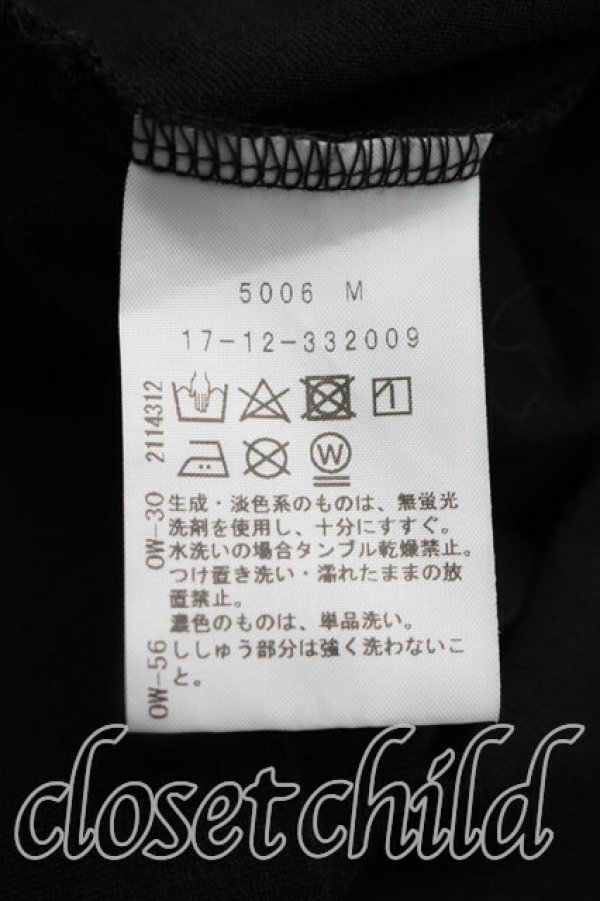 5006 M
17-12-332009
2114312
W
OW-30
生成・淡色系のものは、無蛍光
洗剤を使用し、十分にすすぐ。
水洗いの場合タンブル乾燥禁止。
つけ置き洗い・濡れたままの放
置禁止。
濃色のものは、単品洗い。
OW-56
ししゅう部分は強く洗わないこ
と。
closet child